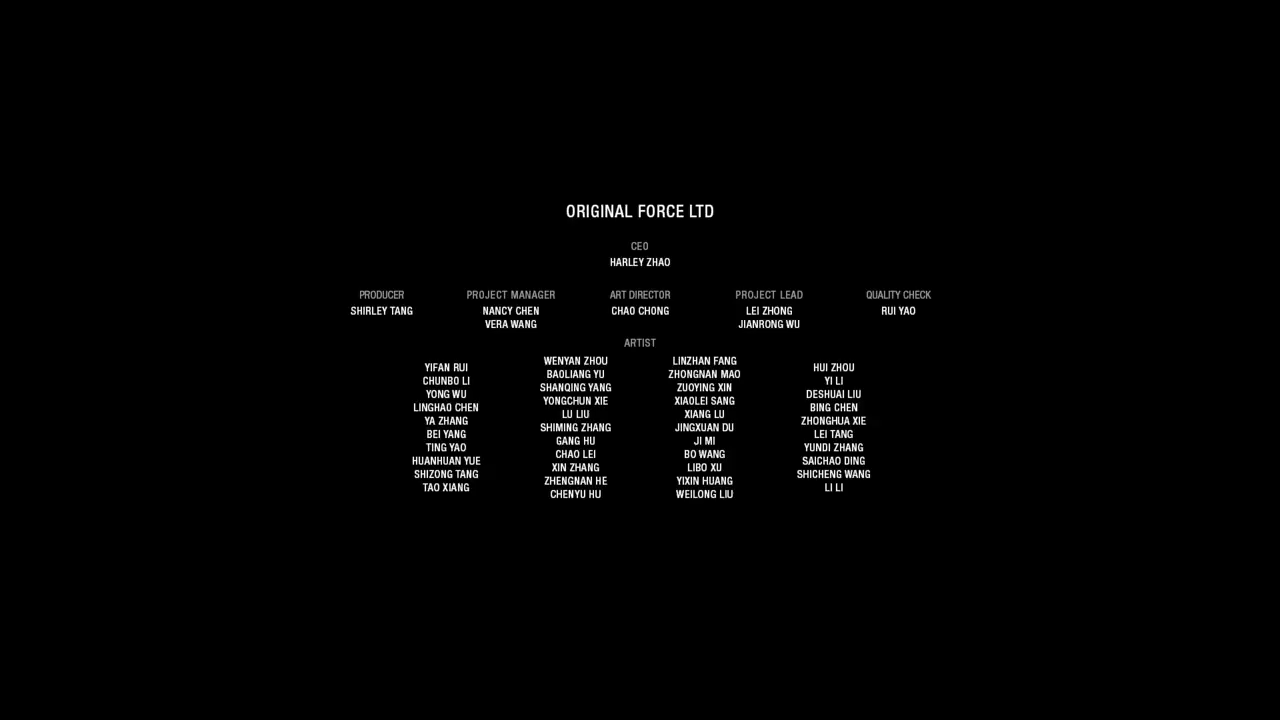 ORIGINAL FORCE LTD
CEO
HARLEY ZHAO
PRODUCER
SHIRLEY TANG
PROJECT MANAGER
NANCY CHEN
VERA WANG
ART DIRECTOR
CHAO CHONG
PROJECT LEAD
LEI ZHONG
JIANRONG WU
QUALITY CHECK
RUI YAO
ARTIST
YIFAN RUI
CHUNBO LI
YONG WU
LINGHAO CHEN
YA ZHANG
BEI YANG
TING YAO
HUANHUAN YUE
SHIZONG TANG
TAO XIANG
WENYAN ZHOU
BAOLIANG YU
SHANQING YANG
YONGCHUN XIE
LU LIU
SHIMING ZHANG
GANG HU
CHAO LEI
XIN ZHANG
ZHENGNAN HE
CHENYU HU
LINZHAN FANG
ZHONGNAN MAO
ZUOYING XIN
XIAOLEI SANG
XIANG LU
JINGXUAN DU
JI MI
BO WANG
LIBO XU
YIXIN HUANG
WEILONG LIU
HUI ZHOU
YI LI
DESHUAI LIU
BING CHEN
ZHONGHUA XIE
LEI TANG
YUNDI ZHANG
SAICHAO DING
SHICHENG WANG
LI LI